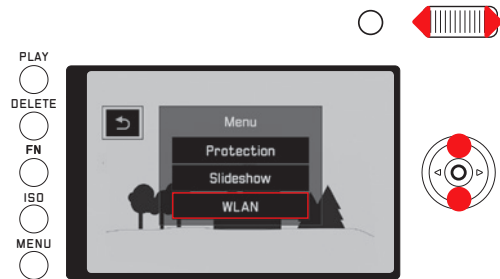 PLAY
DELETE
FN
ISO
MENU
Menu
Protection
Slideshow
WLAN